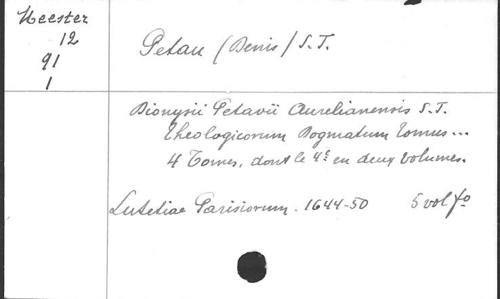 Meester
12
91
1
Petau (Denis) S.J.
Dionysii Petavii Aurelianensis S.J.
Theologicorum Dogmatum Tomus...
4 Tomes, dont le 4e en deux volumes.
Lutetiae Parisiorum. 1644-50 5 vol fo